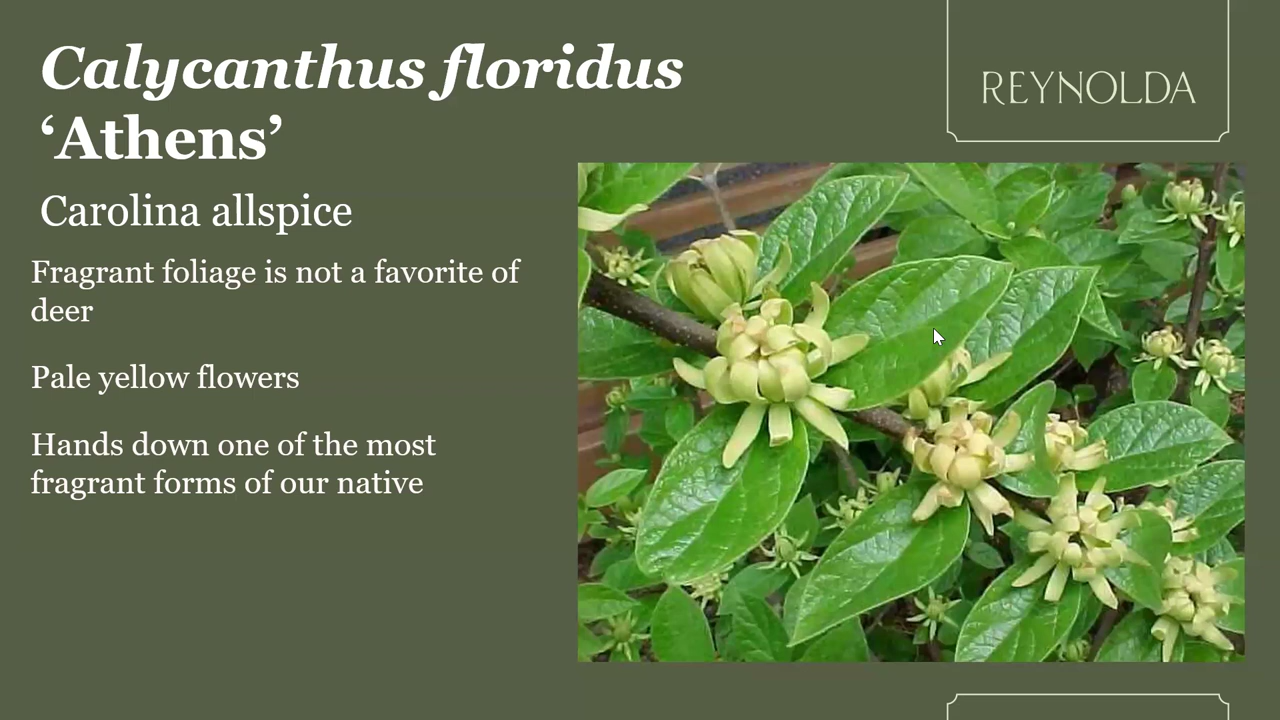 Calycanthus floridus
‘Athens’
REYNOLDA
Carolina allspice
Fragrant foliage is not a favorite of
deer
Pale yellow flowers
Hands down one of the most
fragrant forms of our native